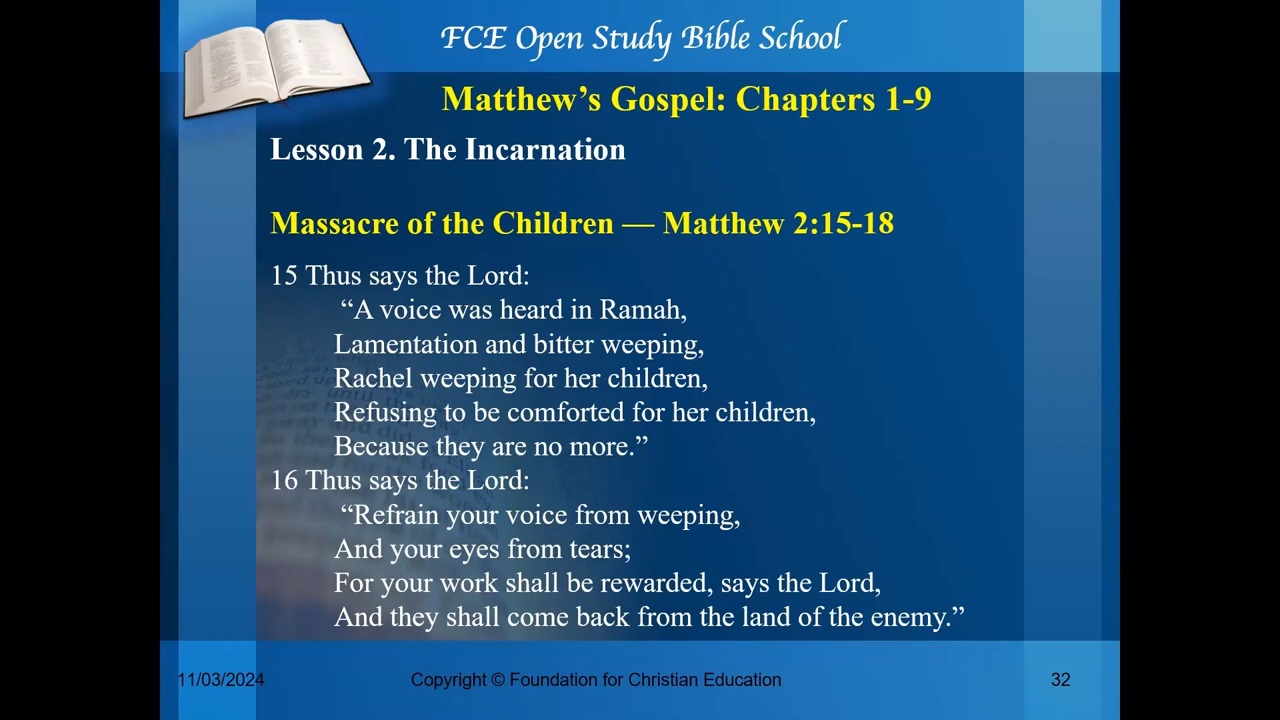 FCE Open Study Bible School
Matthew’s Gospel: Chapters 1-9
Lesson 2. The Incarnation
Massacre of the Children — Matthew 2:15-18
15 Thus says the Lord:
“A voice was heard in Ramah,
Lamentation and bitter weeping,
Rachel weeping for her children,
Refusing to be comforted for her children,
Because they are no more.”
16 Thus says the Lord:
“Refrain your voice from weeping,
And your eyes from tears;
For your work shall be rewarded, says the Lord,
And they shall come back from the land of the enemy.”
11/03/2024 Copyright © Foundation for Christian Education 32